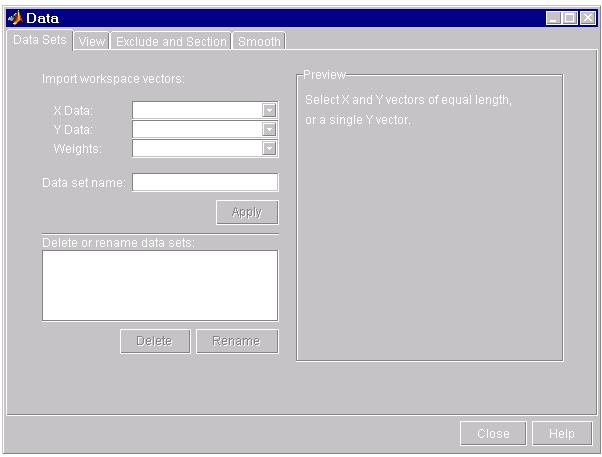 Data
Data Sets View Exclude and Section Smooth
Import workspace vectors:
X Data:
Y Data:
Weights:
Data set name:
Apply
Delete or rename data sets:
Delete Rename
Preview
Select X and Y vectors of equal length,
or a single Y vector.
Close Help